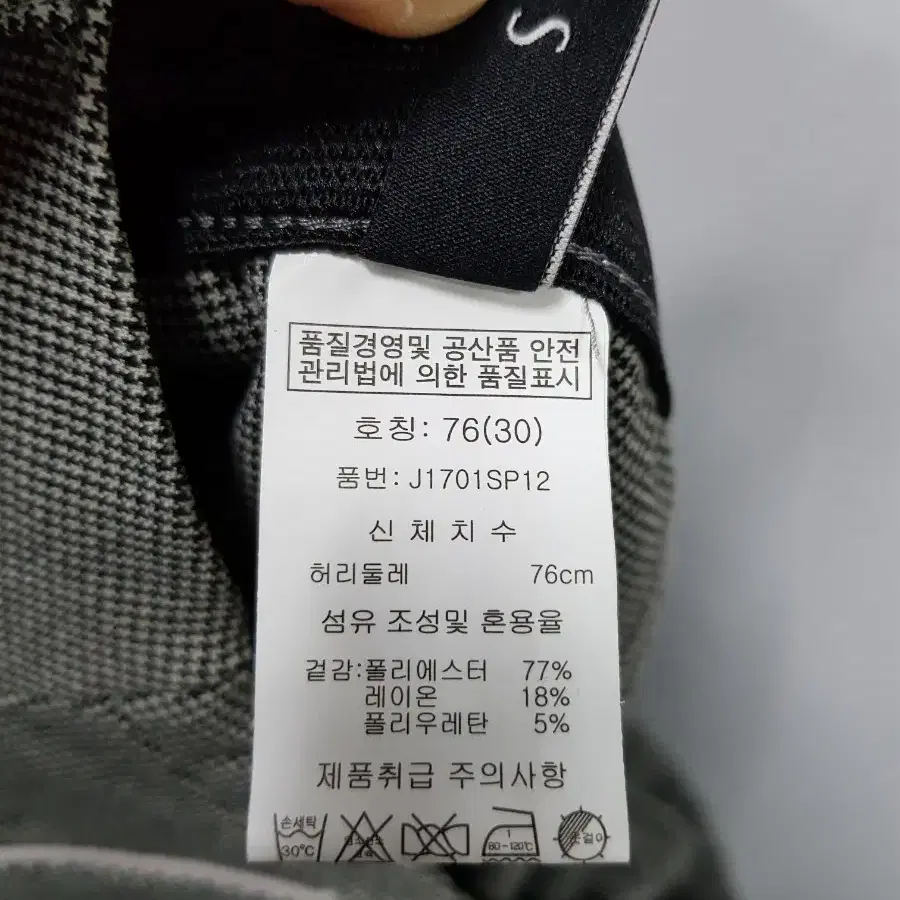 S
품질경영및 공산품 안전
관리법에 의한 품질표시
호칭: 76(30)
품번: J1701SP12
신체치수
허리둘레 76cm
섬유 조성및 혼용율
겉감:폴리에스터 77%
레이온 18%
폴리우레탄 5%
제품취급 주의사항
손세탁
30℃
1
80~120℃
옷걸이